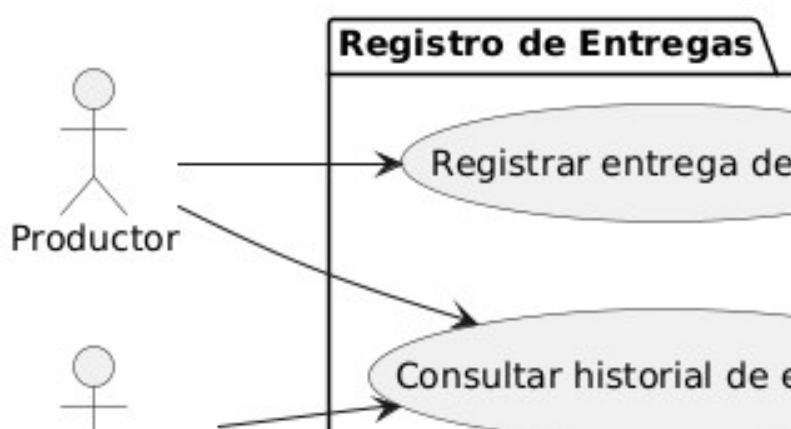 Registro de Entregas
Registrar entrega de
Productor
Consultar historial de